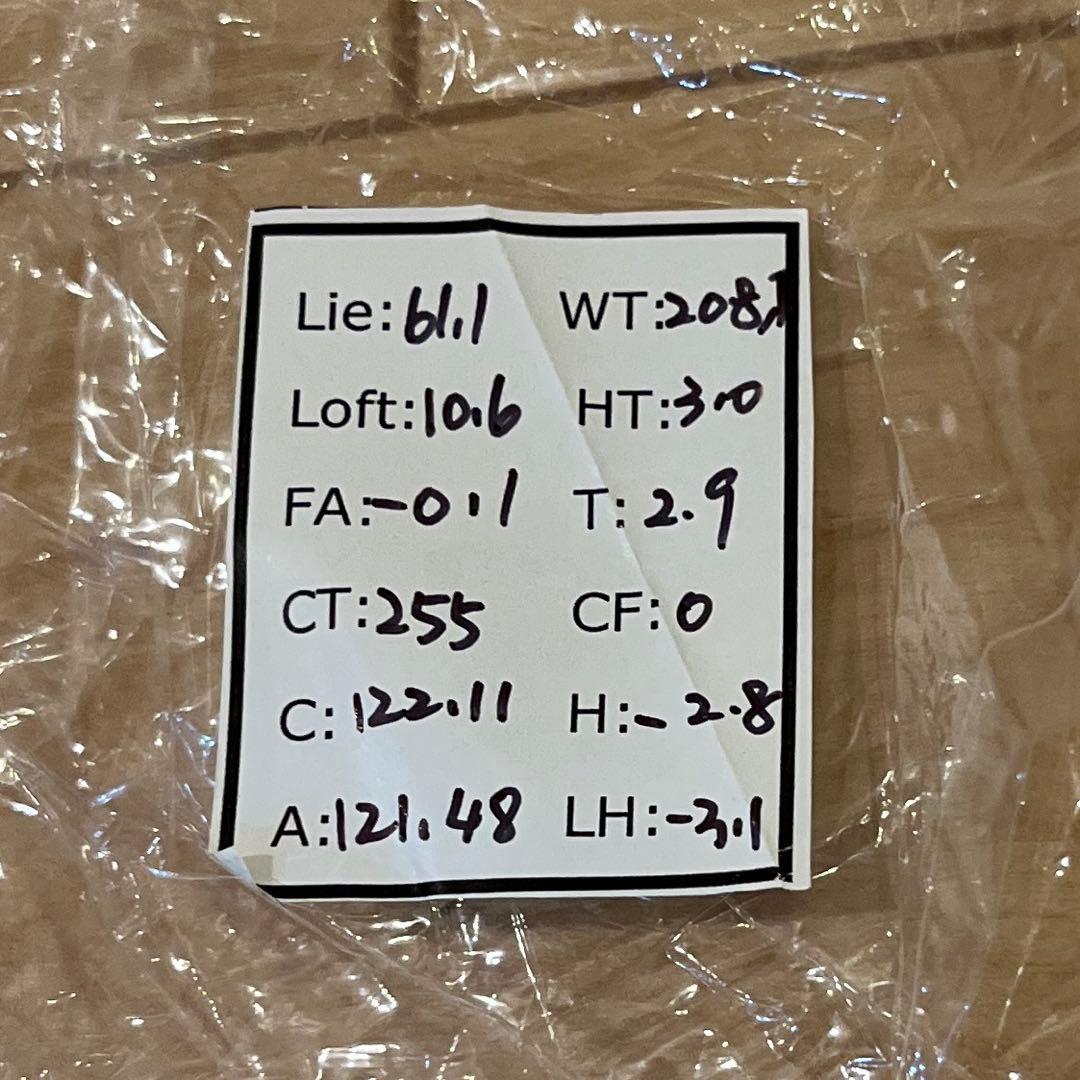 Lie: 61.1 WT: 208.
Loft: 10.6 HT: 3.0
FA: -0.1 T: 2.9
CT: 255 CF: 0
C: 122.11 H: -2.8
A: 121.48 LH: -3.1